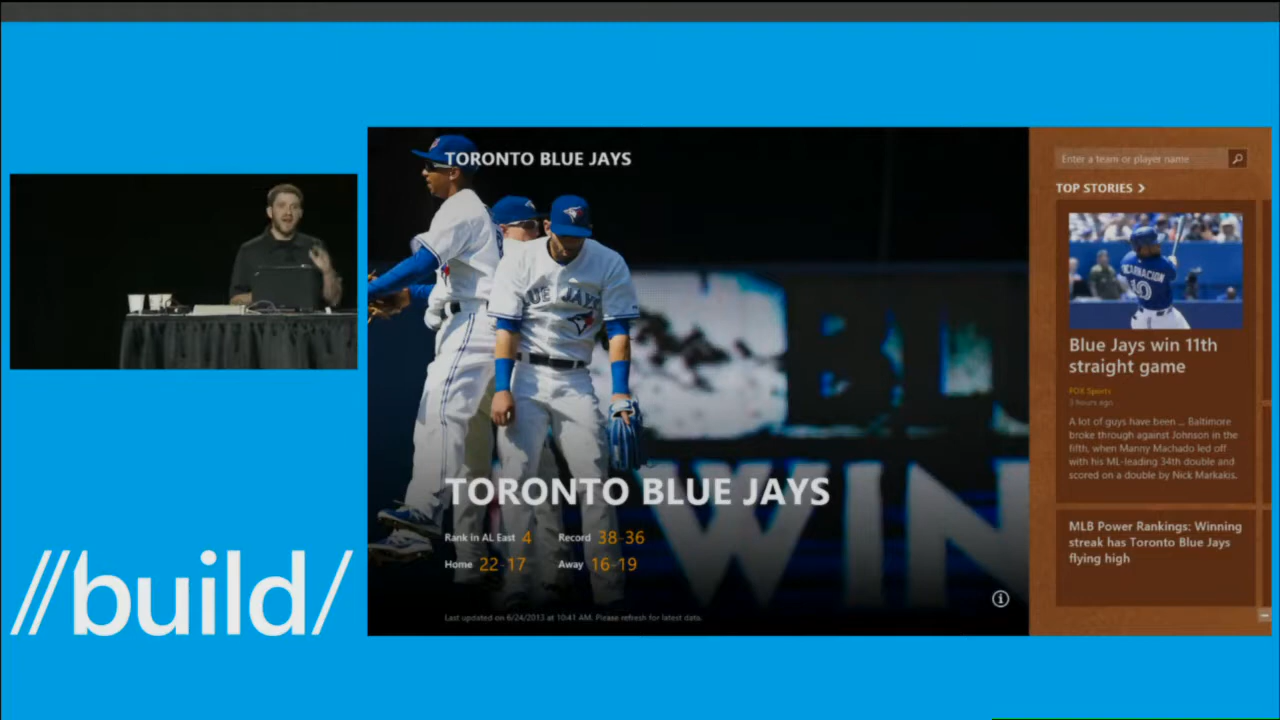 TORONTO BLUE JAYS
BLUE JAYS
WIN
TORONTO BLUE JAYS
Rank in AL East 4 Record 38-36
Home 22-17 Away 16-19
Last updated on 6/24/2013 at 10:41 AM. Please refresh for latest data.
Enter a team or player name
TOP STORIES
ENCARNACION
10
Blue Jays win 11th
straight game
FOX Sports
3 hours ago
A lot of guys have been ... Baltimore
broke through against Johnson in the
fifth, when Manny Machado led off
with his ML-leading 34th double and
scored on a double by Nick Markakis.
MLB Power Rankings: Winning
streak has Toronto Blue Jays
flying high
//build/